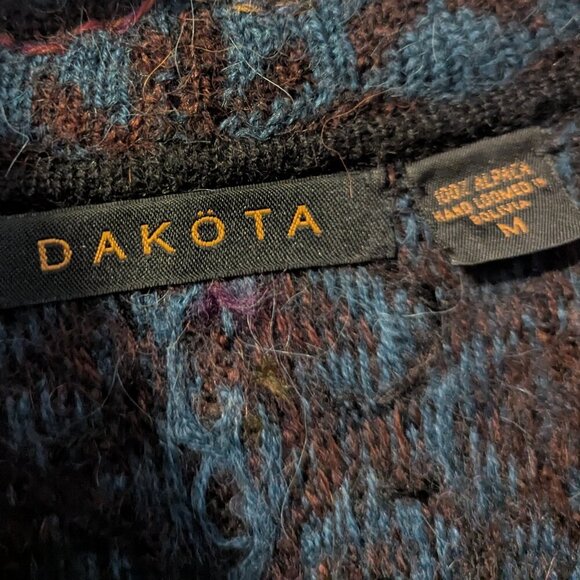 DAKÖTA
100% ALPACA
HAND LOOMED IN
BOLIVIA
M